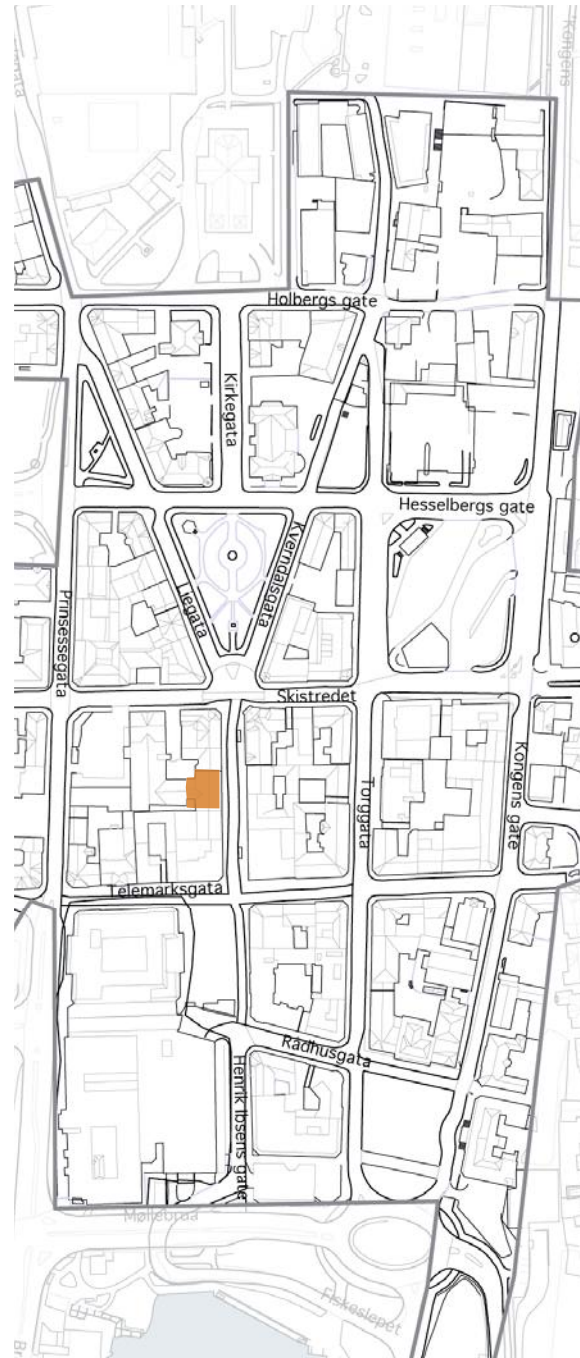 Kongens
Holbergs gate
Kirkegata
Hesselbergs gate
Kverndalsgata
Liegata
Prinsessegata
Skistredet
Torggata
Kongens gate
Telemarksgata
Rådhusgata
Henrik Ibsens gate
Møllebrua
Fiskeslepet